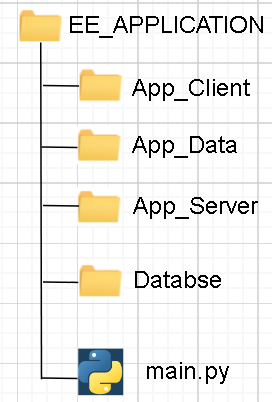 EE_APPLICATION
App_Client
App_Data
App_Server
Databse
main.py